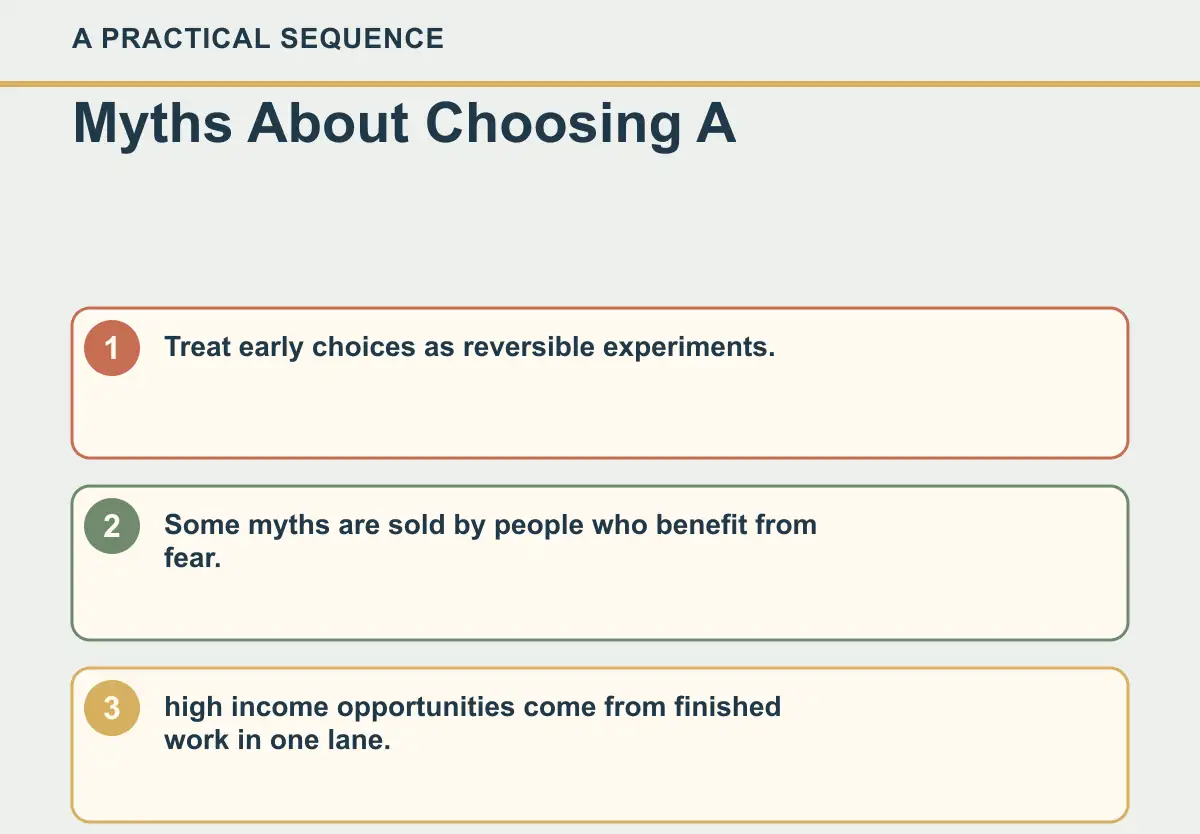 A PRACTICAL SEQUENCE
Myths About Choosing A
1
Treat early choices as reversible experiments.
2
Some myths are sold by people who benefit from
fear.
3
high income opportunities come from finished
work in one lane.